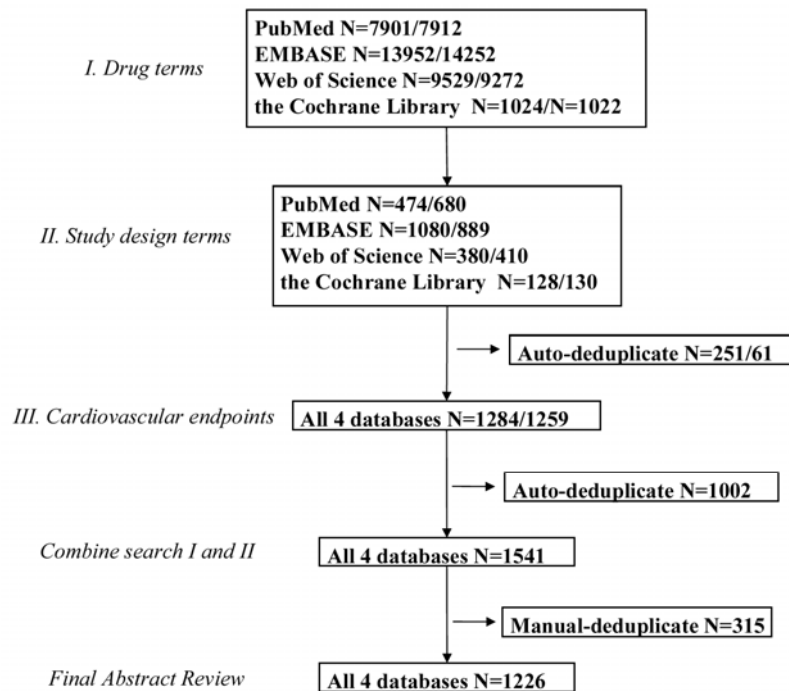 I. Drug terms
PubMed N=7901/7912
EMBASE N=13952/14252
Web of Science N=9529/9272
the Cochrane Library N=1024/N=1022
II. Study design terms
PubMed N=474/680
EMBASE N=1080/889
Web of Science N=380/410
the Cochrane Library N=128/130
Auto-deduplicate N=251/61
III. Cardiovascular endpoints
All 4 databases N=1284/1259
Auto-deduplicate N=1002
Combine search I and II
All 4 databases N=1541
Manual-deduplicate N=315
Final Abstract Review
All 4 databases N=1226